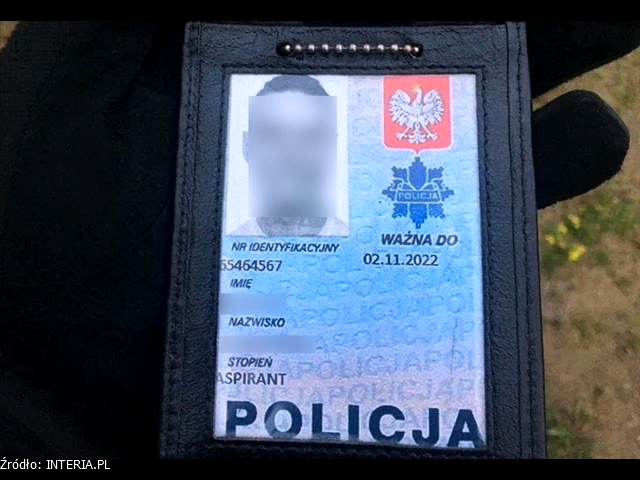 POLICJA
NR IDENTYFIKACYJNY
WAŻNA DO
65464567
02.11.2022
IMIĘ
NAZWISKO
STOPIEŃ
ASPIRANT
POLICJA
Źródło: INTERIA.PL